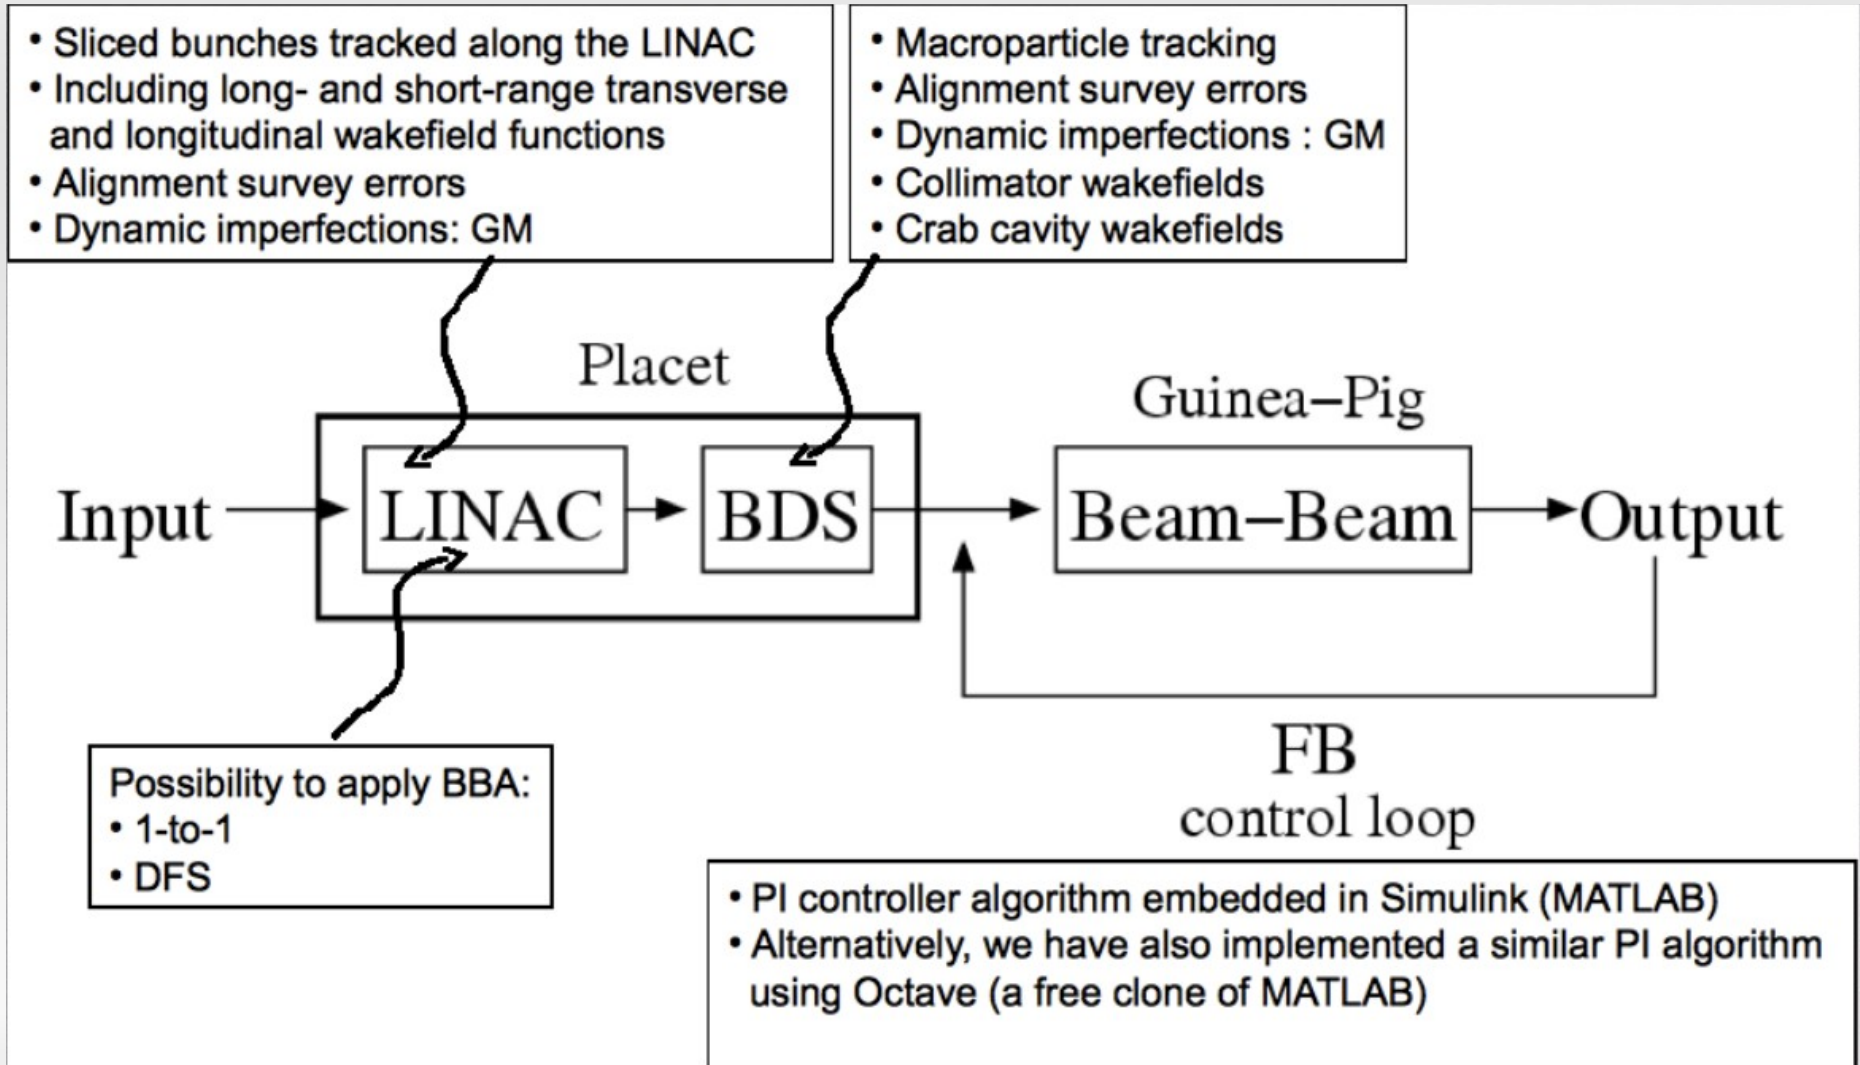 • Sliced bunches tracked along the LINAC
• Including long- and short-range transverse
and longitudinal wakefield functions
• Alignment survey errors
• Dynamic imperfections: GM
• Macroparticle tracking
• Alignment survey errors
• Dynamic imperfections : GM
• Collimator wakefields
• Crab cavity wakefields
Placet
Guinea–Pig
Input
LINAC
BDS
Beam–Beam
Output
FB
control loop
Possibility to apply BBA:
• 1-to-1
• DFS
• PI controller algorithm embedded in Simulink (MATLAB)
• Alternatively, we have also implemented a similar PI algorithm
using Octave (a free clone of MATLAB)